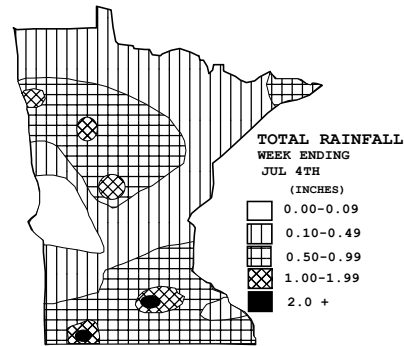 TOTAL RAINFALL
WEEK ENDING
JUL 4TH
(INCHES)
0.00-0.09
0.10-0.49
0.50-0.99
1.00-1.99
2.0 +